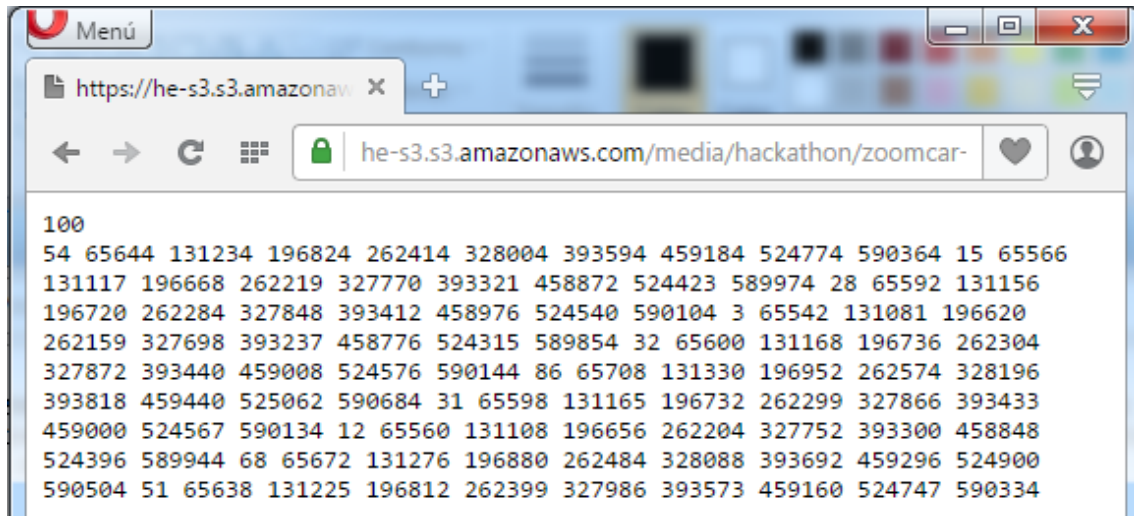 Menú
https://he-s3.s3.amazonaw
he-s3.s3.amazonaws.com/media/hackathon/zoomcar-
100
54 65644 131234 196824 262414 328004 393594 459184 524774 590364 15 65566
131117 196668 262219 327770 393321 458872 524423 589974 28 65592 131156
196720 262284 327848 393412 458976 524540 590104 3 65542 131081 196620
262159 327698 393237 458776 524315 589854 32 65600 131168 196736 262304
327872 393440 459008 524576 590144 86 65708 131330 196952 262574 328196
393818 459440 525062 590684 31 65598 131165 196732 262299 327866 393433
459000 524567 590134 12 65560 131108 196656 262204 327752 393300 458848
524396 589944 68 65672 131276 196880 262484 328088 393692 459296 524900
590504 51 65638 131225 196812 262399 327986 393573 459160 524747 590334